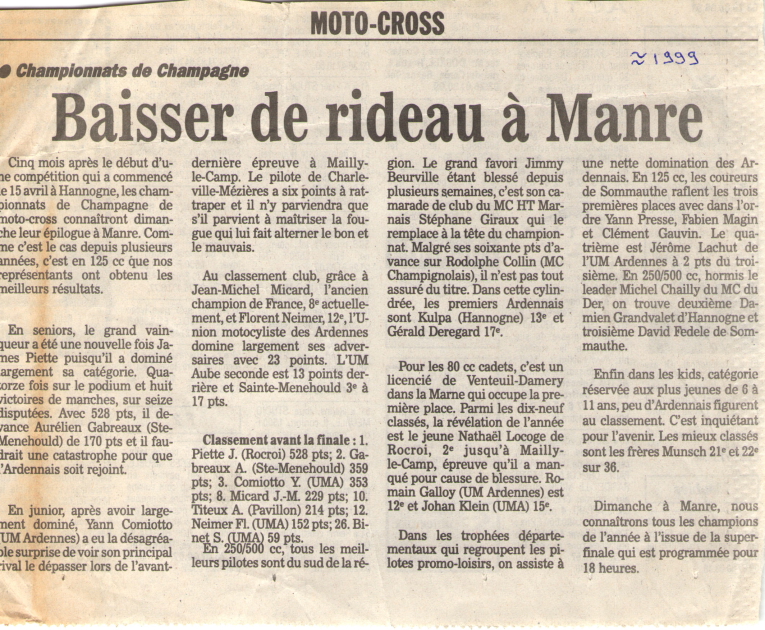 MOTO-CROSS
≈ 1999
● Championnats de Champagne
Baisser de rideau à Manre
Cinq mois après le début d'u-
ne compétition qui a commencé
le 15 avril à Hannogne, les cham-
pionnats de Champagne de
moto-cross connaîtront diman-
che leur épilogue à Manre. Com-
me c'est le cas depuis plusieurs
années, c'est en 125 cc que nos
représentants ont obtenu les
meilleurs résultats.
En seniors, le grand vain-
queur a été une nouvelle fois Ja-
mes Piette puisqu'il a dominé
largement sa catégorie. Qua-
torze fois sur le podium et huit
victoires de manches, sur seize
disputées. Avec 528 pts, il de-
vance Aurélien Gabreaux (Ste-
Menehould) de 170 pts et il fau-
drait une catastrophe pour que
l'Ardennais soit rejoint.
En junior, après avoir large-
ment dominé, Yann Comiotto
(UM Ardennes) a eu la désagréa-
ble surprise de voir son principal
rival le dépasser lors de l'avant-
dernière épreuve à Mailly-
le-Camp. Le pilote de Charle-
ville-Mézières a six points à rat-
traper et il n'y parviendra que
s'il parvient à maîtriser la fou-
gue qui lui fait alterner le bon et
le mauvais.
Au classement club, grâce à
Jean-Michel Micard, l'ancien
champion de France, 8e actuelle-
ment, et Florent Neimer, 12e, l'U-
nion motocycliste des Ardennes
domine largement ses adver-
saires avec 23 points. L'UM
Aube seconde est 13 points der-
rière et Sainte-Menehould 3e à
17 pts.
Classement avant la finale : 1.
Piette J. (Rocroi) 528 pts; 2. Ga-
breaux A. (Ste-Menehould) 359
pts; 3. Comiotto Y. (UMA) 353
pts; 8. Micard J.-M. 229 pts; 10.
Titeux A. (Pavillon) 214 pts; 12.
Neimer Fl. (UMA) 152 pts; 26. Bi-
net S. (UMA) 59 pts.
En 250/500 cc, tous les meil-
leurs pilotes sont du sud de la ré-
gion. Le grand favori Jimmy
Beurville étant blessé depuis
plusieurs semaines, c'est son ca-
marade de club du MC HT Mar-
nais Stéphane Giraux qui le
remplace à la tête du champion-
nat. Malgré ses soixante pts d'a-
vance sur Rodolphe Collin (MC
Champignolais), il n'est pas tout
assuré du titre. Dans cette cylin-
drée, les premiers Ardennais
sont Kulpa (Hannogne) 13e et
Gérald Deregard 17e.
Pour les 80 cc cadets, c'est un
licencié de Venteuil-Damery
dans la Marne qui occupe la pre-
mière place. Parmi les dix-neuf
classés, la révélation de l'année
est le jeune Nathaël Locoge de
Rocroi, 2e jusqu'à Mailly-
le-Camp, épreuve qu'il a man-
qué pour cause de blessure. Ro-
main Galloy (UM Ardennes) est
12e et Johan Klein (UMA) 15e.
Dans les trophées départe-
mentaux qui regroupent les pi-
lotes promo-loisirs, on assiste à
une nette domination des Ar-
dennais. En 125 cc, les coureurs
de Sommauthe raflent les trois
premières places avec dans l'or-
dre Yann Presse, Fabien Magin
et Clément Gauvin. Le qua-
trième est Jérôme Lachut de
l'UM Ardennes à 2 pts du troi-
sième. En 250/500 cc, hormis le
leader Michel Chailly du MC du
Der, on trouve deuxième Da-
mien Grandvalet d'Hannogne et
troisième David Fedele de Som-
mauthe.
Enfin dans les kids, catégorie
réservée aux plus jeunes de 6 à
11 ans, peu d'Ardennais figurent
au classement. C'est inquiétant
pour l'avenir. Les mieux classés
sont les frères Munsch 21e et 22e
sur 36.
Dimanche à Manre, nous
connaîtrons tous les champions
de l'année à l'issue de la super-
finale qui est programmée pour
18 heures.